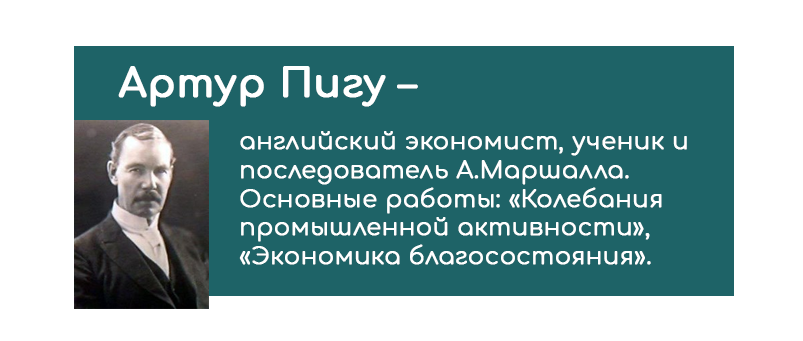 Артур Пигу –
английский экономист, ученик и
последователь А.Маршалла.
Основные работы: «Колебания
промышленной активности»,
«Экономика благосостояния».